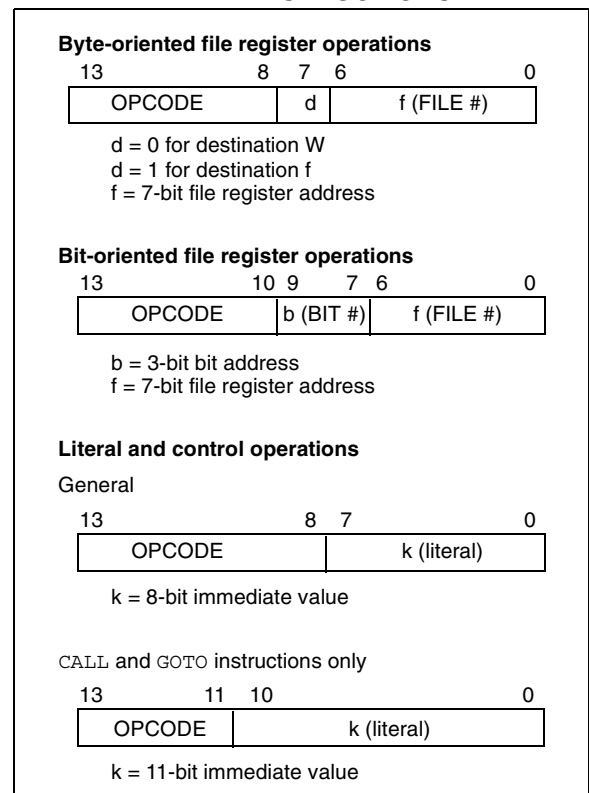 Byte-oriented file register operations
13 8 7 6 0
OPCODE d f (FILE #)
d = 0 for destination W
d = 1 for destination f
f = 7-bit file register address
Bit-oriented file register operations
13 10 9 7 6 0
OPCODE b (BIT #) f (FILE #)
b = 3-bit bit address
f = 7-bit file register address
Literal and control operations
General
13 8 7 0
OPCODE k (literal)
k = 8-bit immediate value
CALL and GOTO instructions only
13 11 10 0
OPCODE k (literal)
k = 11-bit immediate value